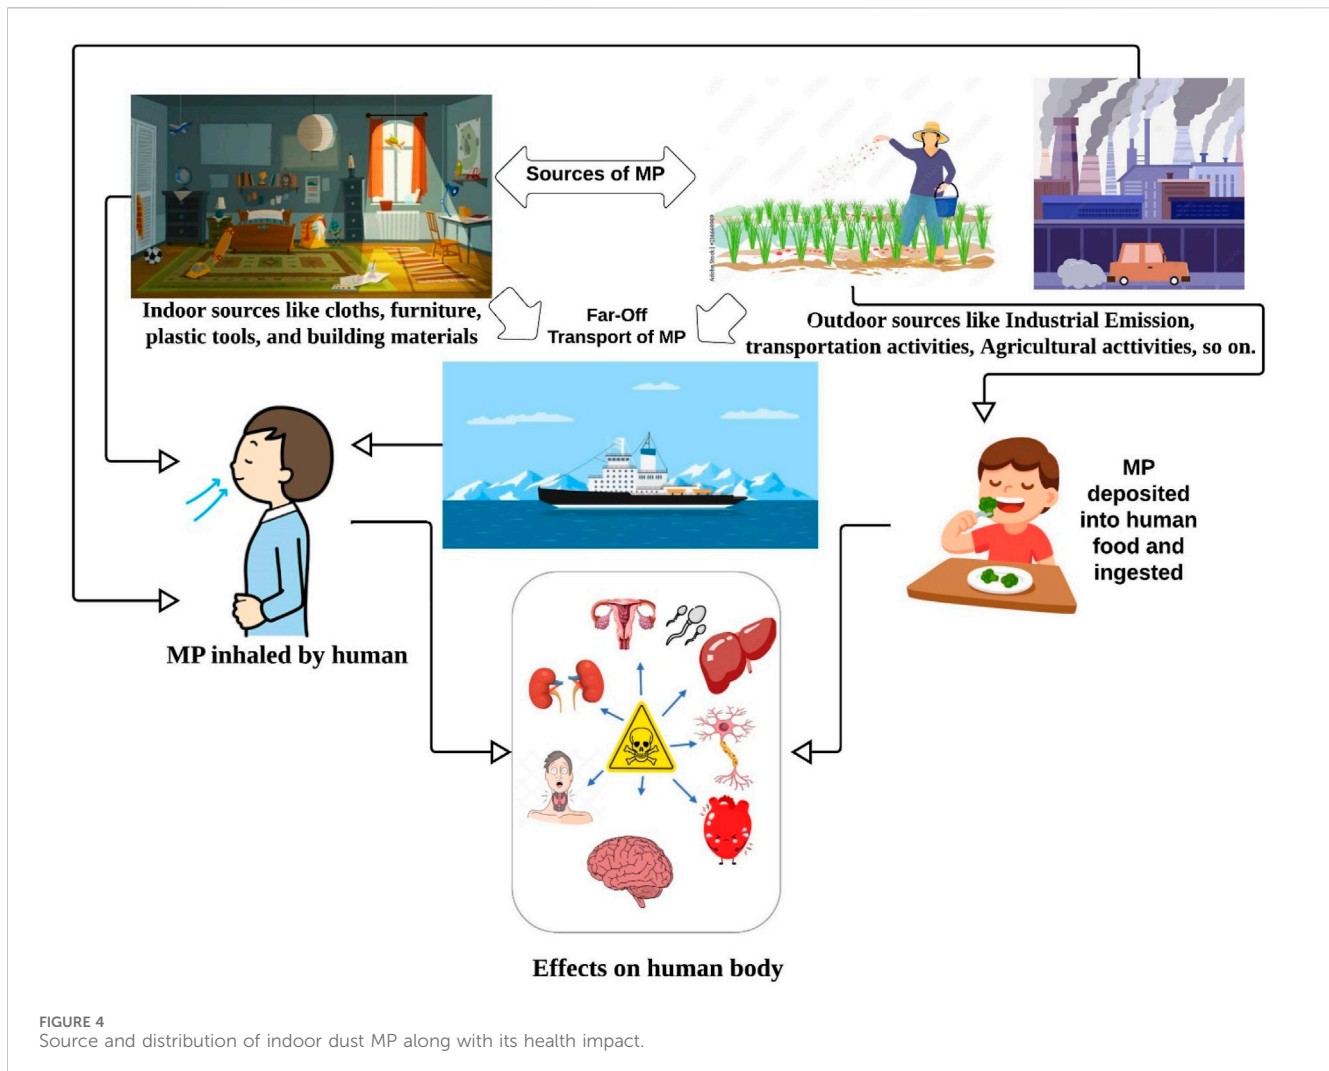 Sources of MP
Indoor sources like cloths, furniture,
plastic tools, and building materials
Far-Off
Transport of MP
Adobe Stock | #
Outdoor sources like Industrial Emission,
transportation activities, Agricultural acttivities, so on.
MP
deposited
into human
food and
ingested
MP inhaled by human
Effects on human body
FIGURE 4
Source and distribution of indoor dust MP along with its health impact.